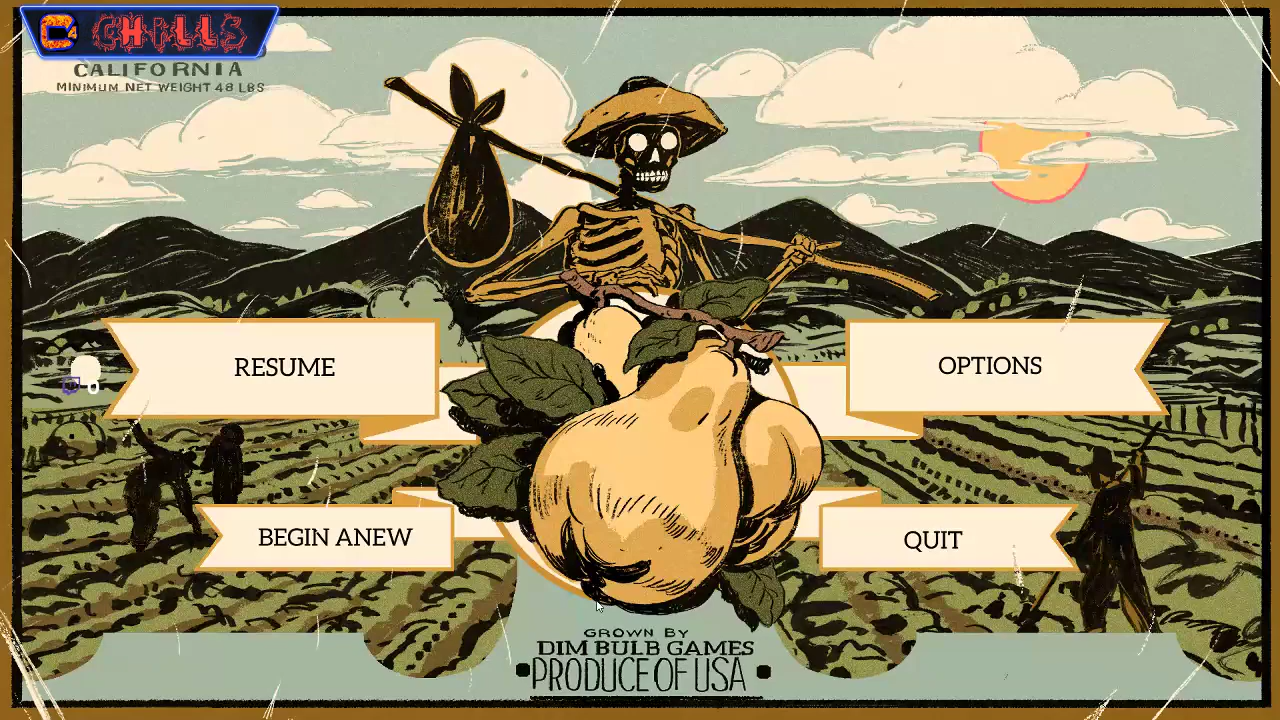 C4 CHILLS
CALIFORNIA
MINIMUM NET WEIGHT 48 LBS
RESUME
OPTIONS
BEGIN ANEW
QUIT
GROWN BY
DIM BULB GAMES
PRODUCE OF USA